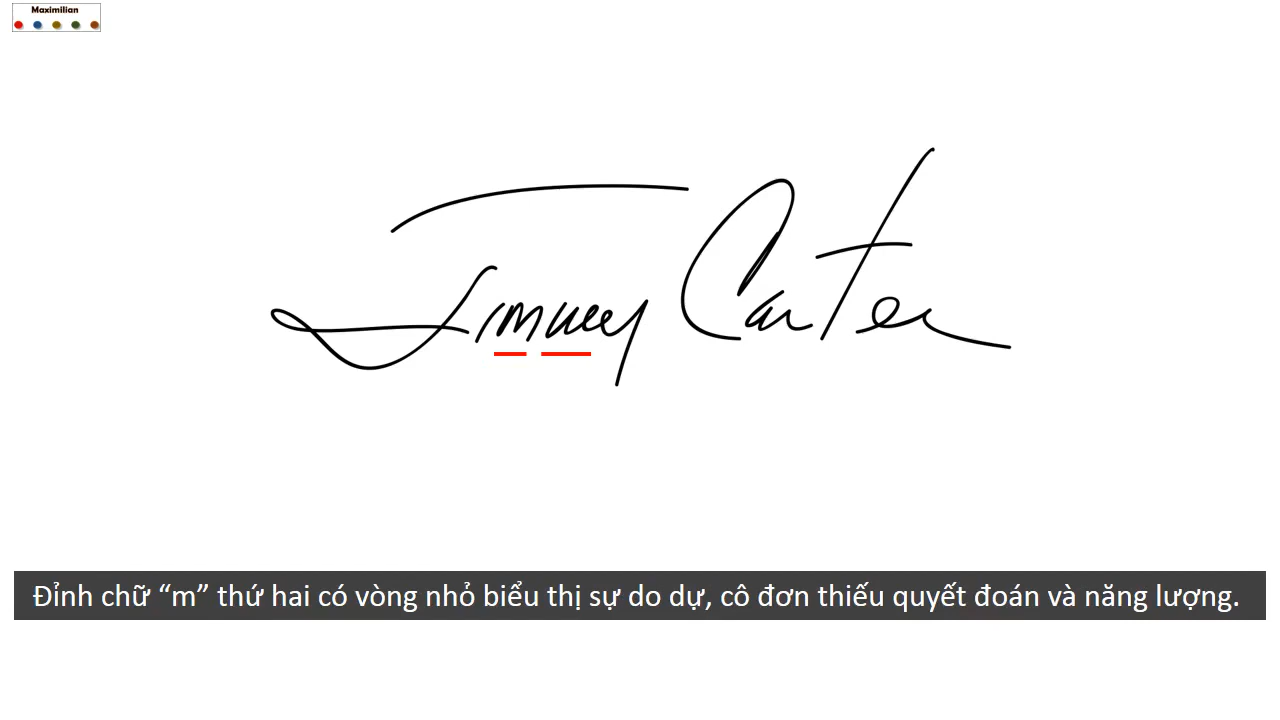 Maximilian
Jimmy Carter
Đỉnh chữ “m” thứ hai có vòng nhỏ biểu thị sự do dự, cô đơn thiếu quyết đoán và năng lượng.